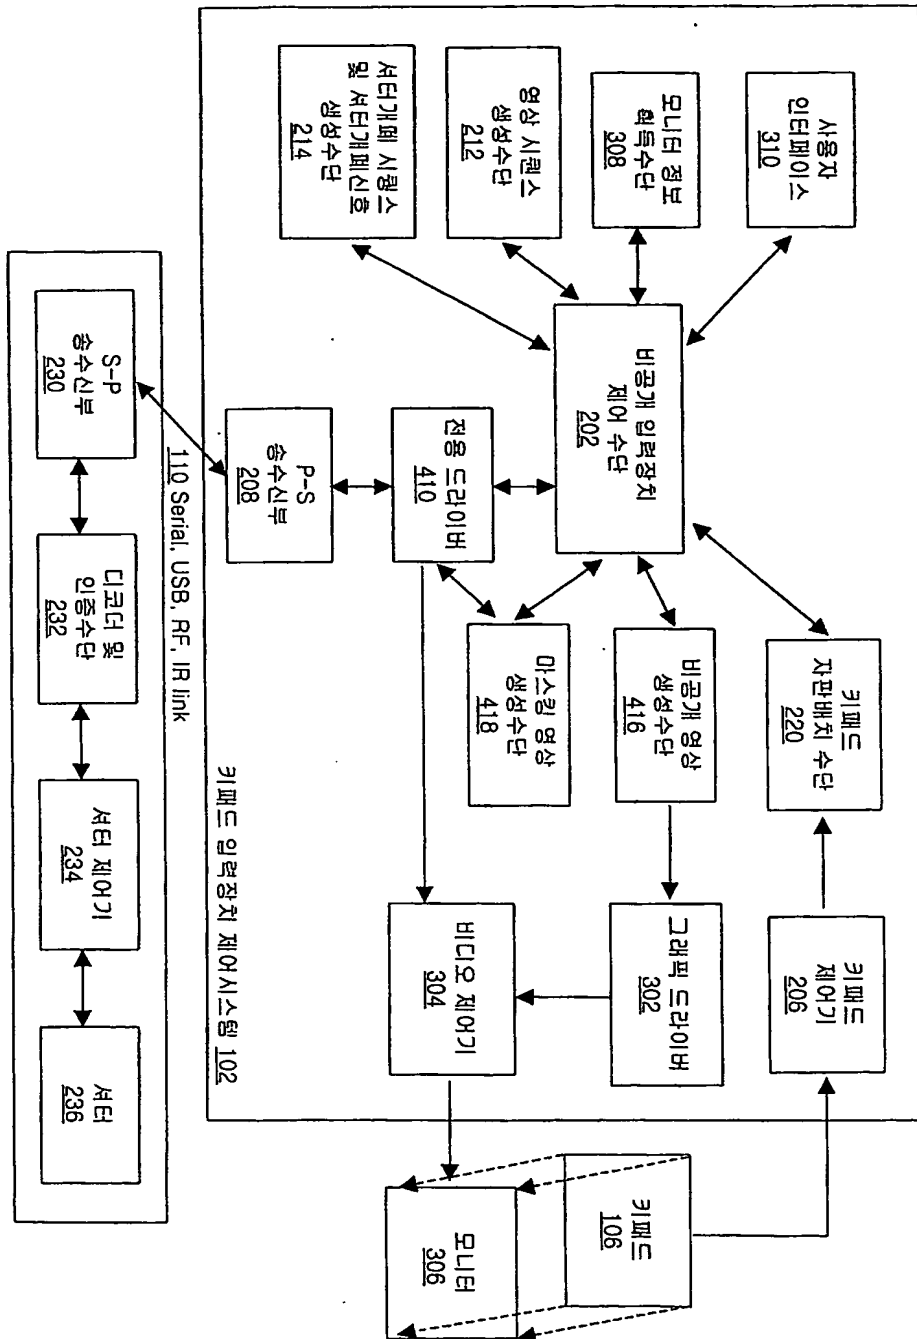 사용자
인터페이스
310
키패드
자판배치 수단
220
키패드
제어기
206
키패드
106
모니터 정보
획득수단
308
비공개 입력장치
제어 수단
202
비공개 영상
생성수단
416
그래픽 드라이버
302
영상 시퀀스
생성수단
212
전용 드라이버
410
마스킹 영상
생성수단
418
비디오 제어기
304
모니터
306
셔터개폐 시퀀스
및 셔터개폐신호
생성수단
214
P-S
송수신부
208
키패드 입력장치 제어시스템 102
110 Serial, USB, RF, IR link
S-P
송수신부
230
디코더 및
인증수단
232
셔터 제어기
234
셔터
236